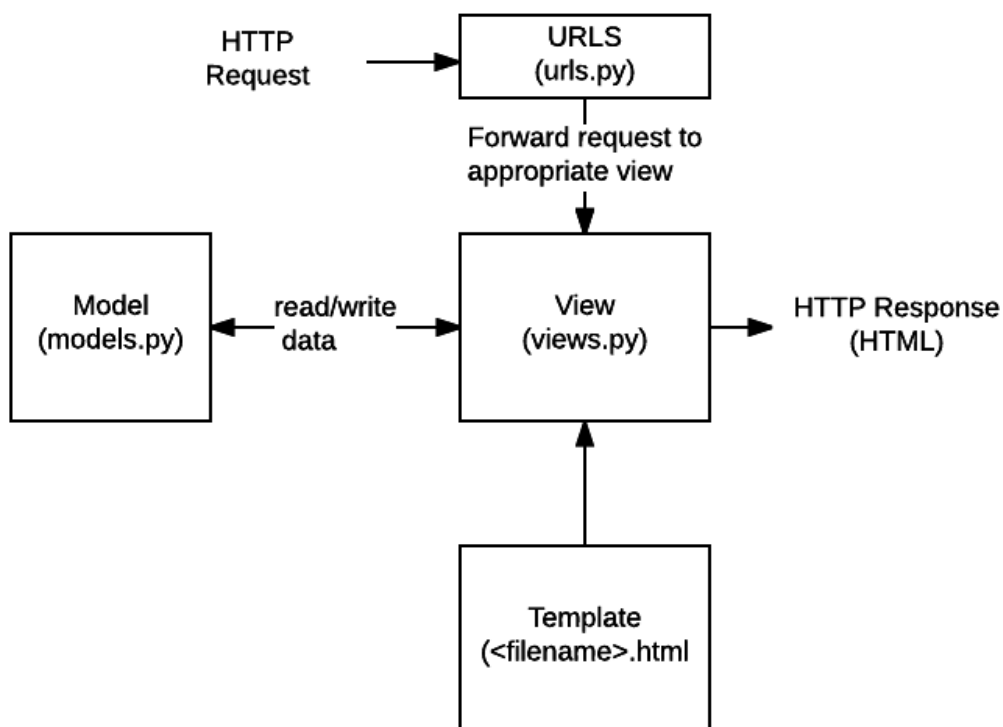 HTTP
Request
URLS
(urls.py)
Forward request to
appropriate view
Model
(models.py)
read/write
data
View
(views.py)
HTTP Response
(HTML)
Template
(<filename>.html